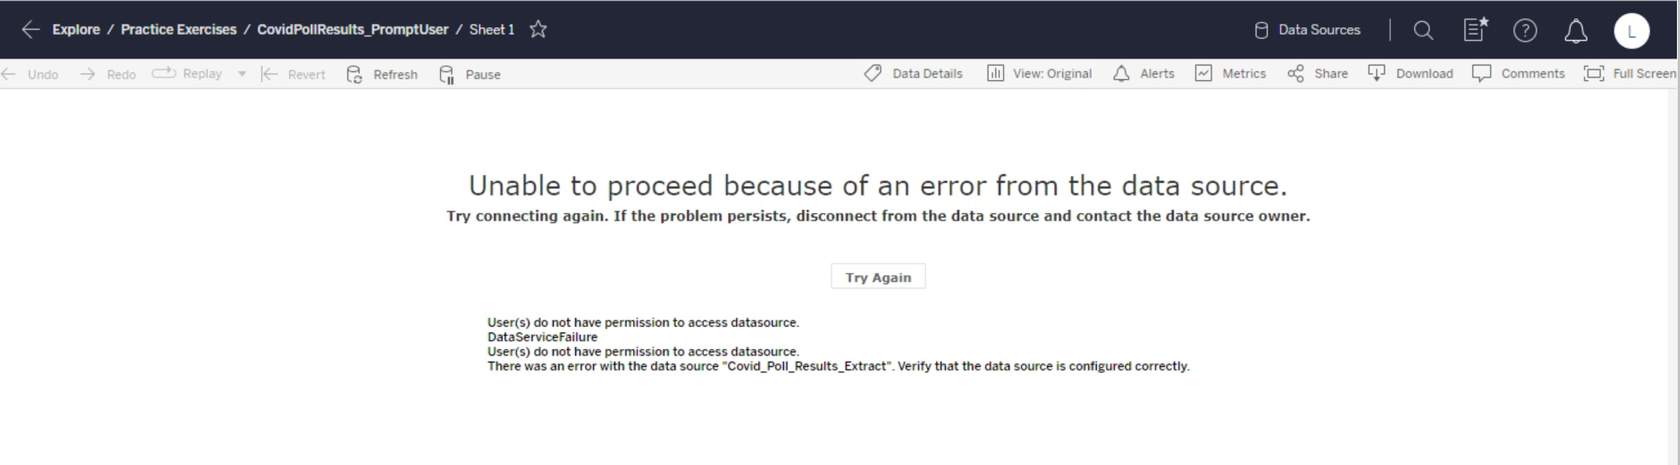 Explore / Practice Exercises / CovidPollResults_PromptUser / Sheet 1
Data Sources
L
Undo Redo Replay Revert Refresh Pause
Data Details View: Original Alerts Metrics Share Download Comments Full Screen
Unable to proceed because of an error from the data source.
Try connecting again. If the problem persists, disconnect from the data source and contact the data source owner.
Try Again
User(s) do not have permission to access datasource.
DataServiceFailure
User(s) do not have permission to access datasource.
There was an error with the data source "Covid_Poll_Results_Extract". Verify that the data source is configured correctly.